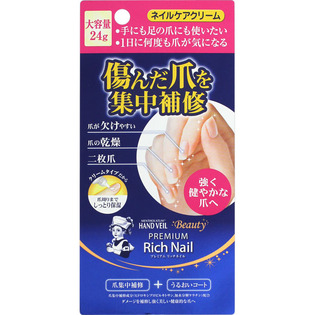 ネイルケアクリーム
大容量
24g
・手にも足の爪にも使いたい
・1日に何度も爪が気になる
傷んだ爪を
集中補修
爪が欠けやすい
爪の乾燥
二枚爪
クリームタイプだから
爪周りまで
しっとり保湿
強く
健やかな
爪へ
MENTHOLATUM
HAND VEIL Beauty
PREMIUM
Rich Nail
プレミアム リッチネイル
爪集中補修 + うるおいコート